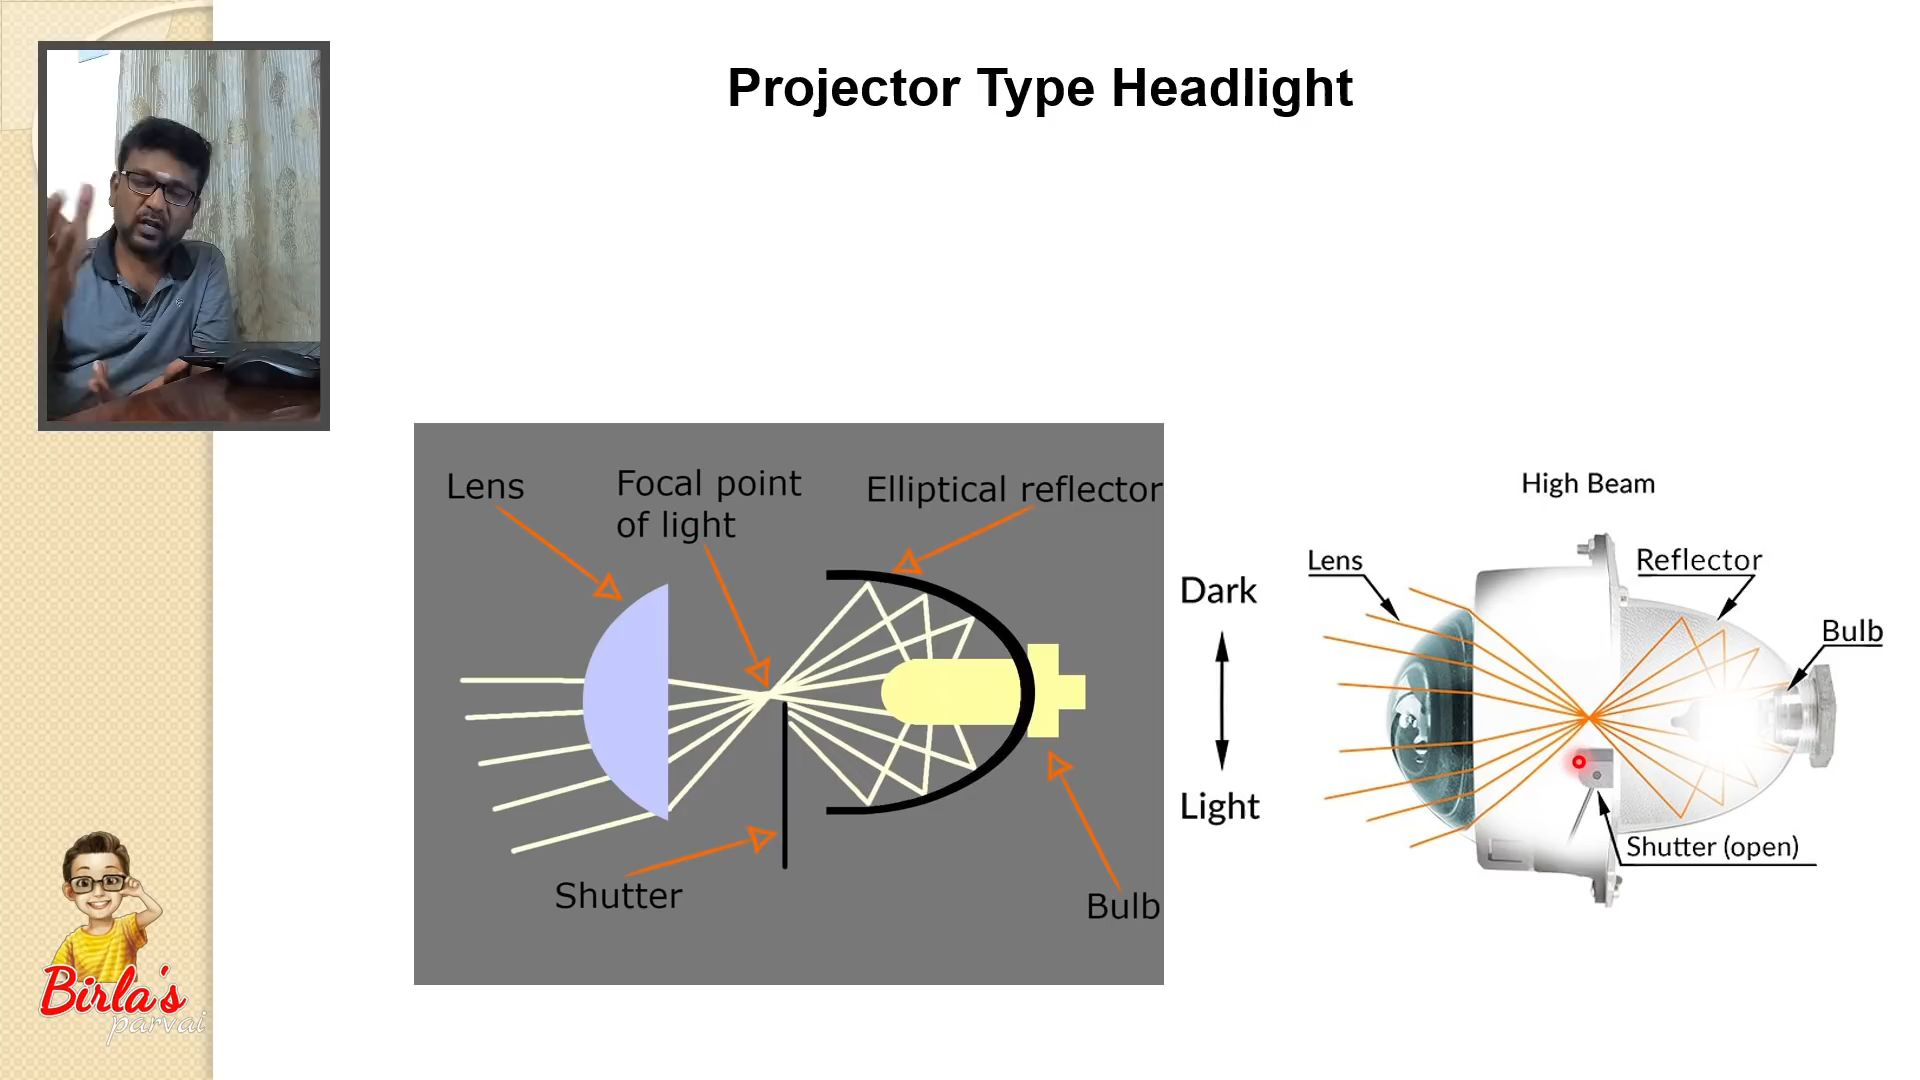 Projector Type Headlight
Lens
Focal point
of light
Elliptical reflector
Shutter
Bulb
Dark
Light
High Beam
Lens
Reflector
Bulb
Shutter (open)
Birla's
parvai